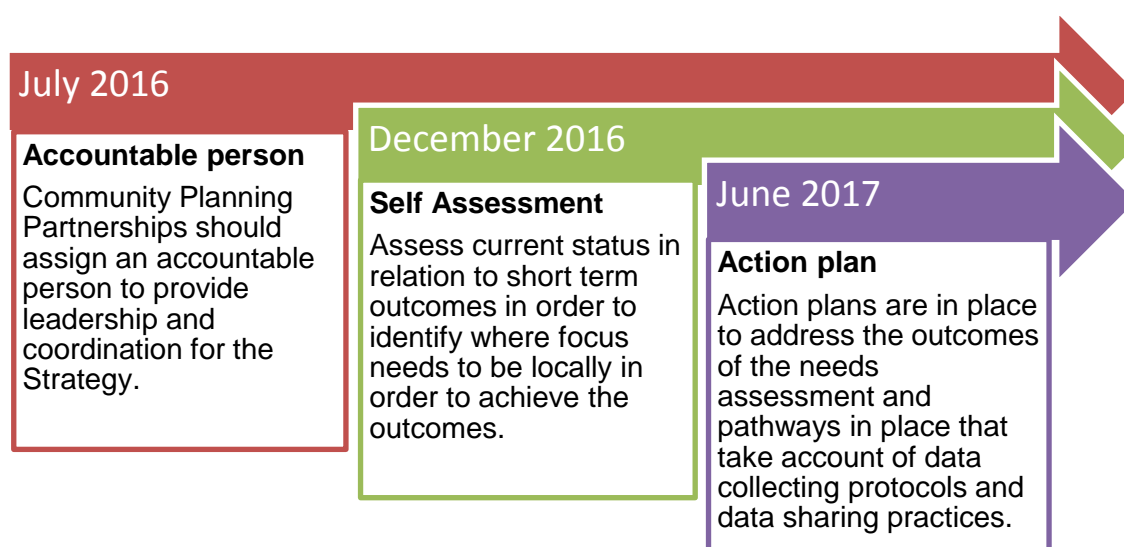 July 2016
Accountable person
Community Planning
Partnerships should
assign an accountable
person to provide
leadership and
coordination for the
Strategy.
December 2016
Self Assessment
Assess current status in
relation to short term
outcomes in order to
identify where focus
needs to be locally in
order to achieve the
outcomes.
June 2017
Action plan
Action plans are in place
to address the outcomes
of the needs
assessment and
pathways in place that
take account of data
collecting protocols and
data sharing practices.